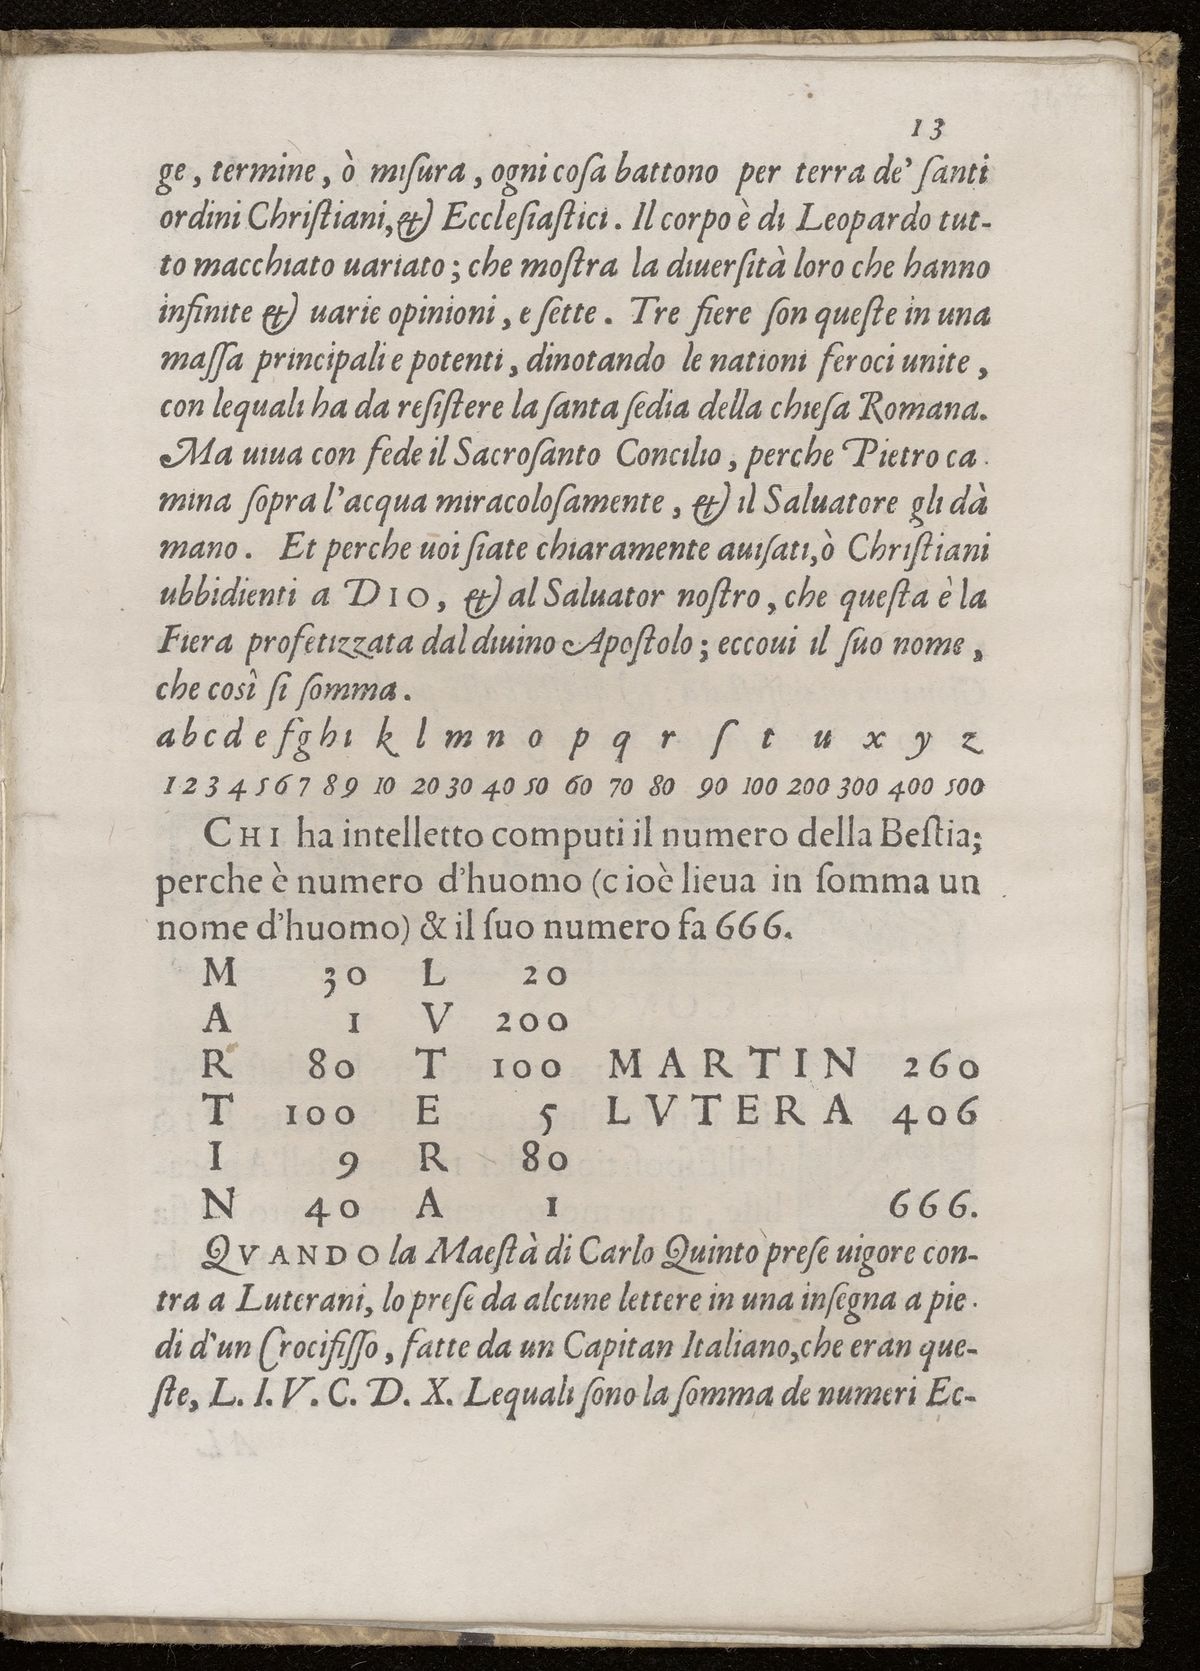 13
ge, termine, ò miſura, ogni coſa battono per terra de' ſanti
ordini Chriſtiani, & Eccleſiaſtici. Il corpo è di Leopardo tut-
to macchiato uariato; che moſtra la diuerſità loro che hanno
infinite & uarie opinioni, e ſette. Tre fiere ſon queſte in una
maſſa principali e potenti, dinotando le nationi feroci unite,
con lequali ha da reſiſtere la ſanta ſedia della chieſa Romana.
Ma uiua con fede il Sacroſanto Concilio, perche Pietro ca-
mina ſopra l'acqua miracoloſamente, & il Saluatore gli dà
mano. Et perche uoi ſiate chiaramente auiſati, ò Chriſtiani
ubbidienti a DIO, & al Saluator noſtro, che queſta è la
Fiera profetizzata dal diuino Apoſtolo; eccoui il ſuo nome,
che così ſi ſomma.
a b c d e f g h i k l m n o p q r ſ t u x y z
1 2 3 4 5 6 7 8 9 10 20 30 40 50 60 70 80 90 100 200 300 400 500
CHI ha intelletto computi il numero della Beſtia;
perche è numero d'huomo (cioè lieua in ſomma un
nome d'huomo) & il ſuo numero fa 666.
M 30 L 20
A 1 V 200
R 80 T 100 MARTIN 260
T 100 E 5 LVTERA 406
I 9 R 80
N 40 A 1 666.
QVANDO la Maeſtà di Carlo Quinto preſe uigore con-
tra a Luterani, lo preſe da alcune lettere in una inſegna a pie-
di d'un Crocifiſſo, fatte da un Capitan Italiano, che eran que-
ſte, L. I. V. C. D. X. Lequali ſono la ſomma de numeri Ec-